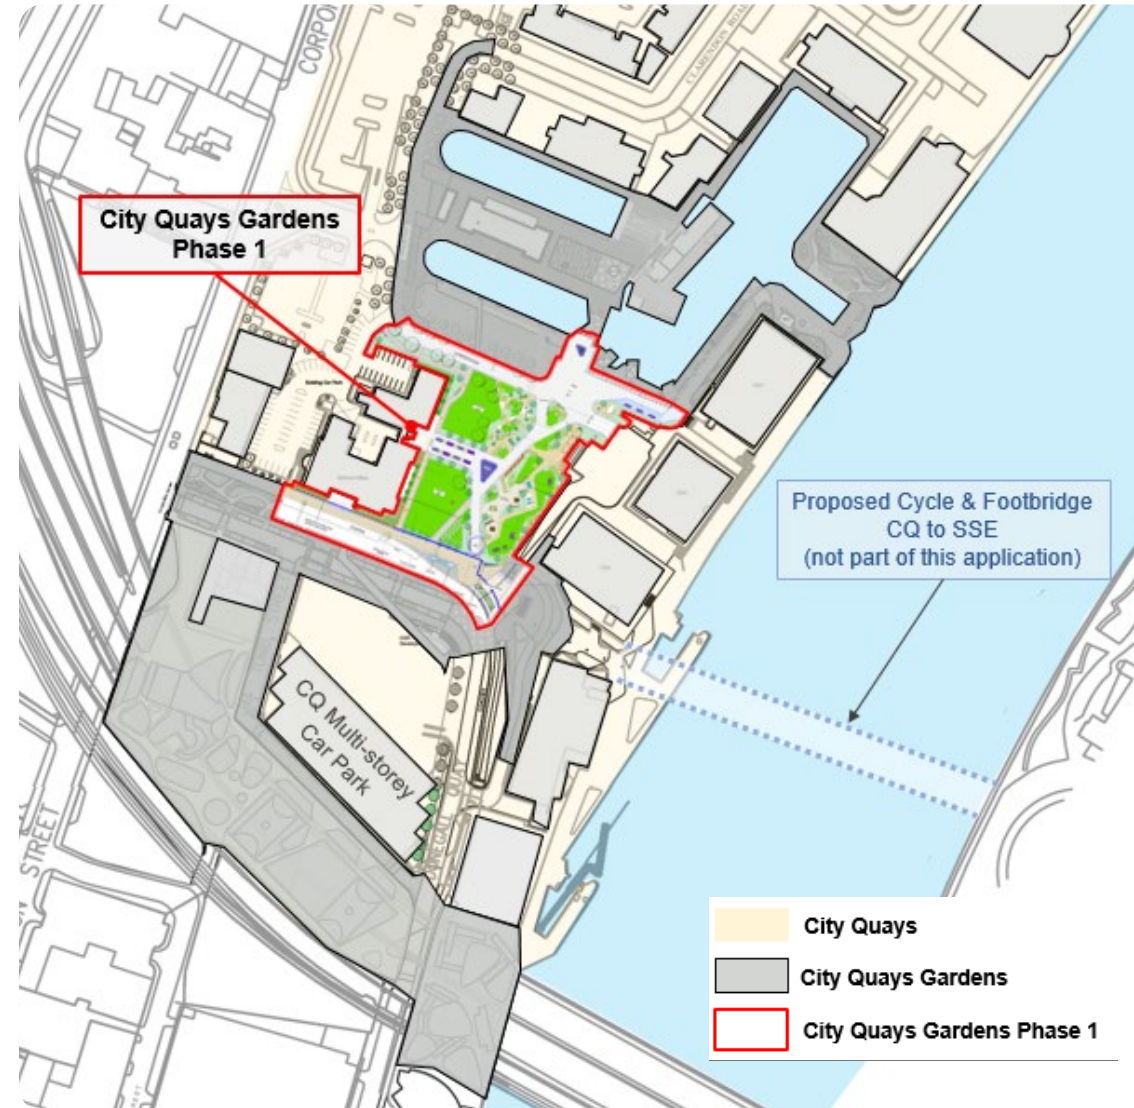 CORPO
CLARENDON ROAD
City Quays Gardens
Phase 1
Proposed Cycle & Footbridge
CQ to SSE
(not part of this application)
CQ Multi-storey
Car Park
STREET
City Quays
City Quays Gardens
City Quays Gardens Phase 1